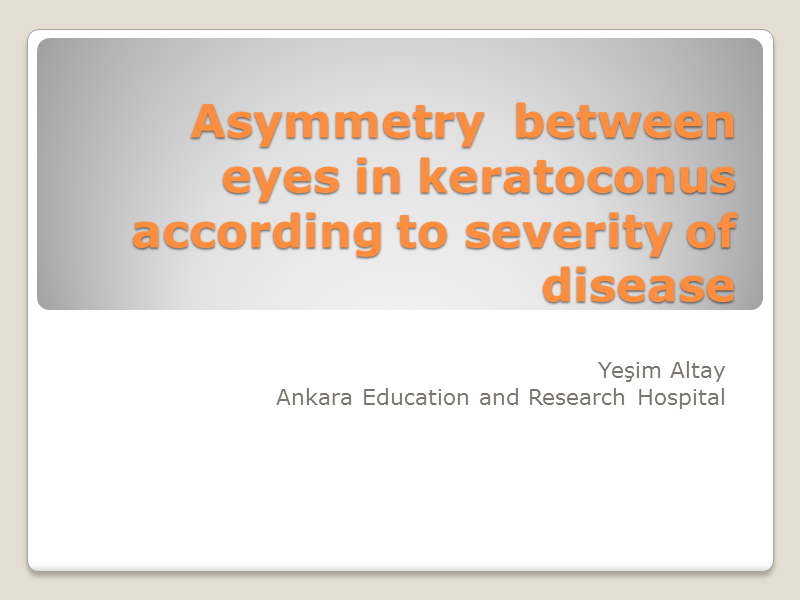 Asymmetry between
eyes in keratoconus
according to severity of
disease
Yeşim Altay
Ankara Education and Research Hospital